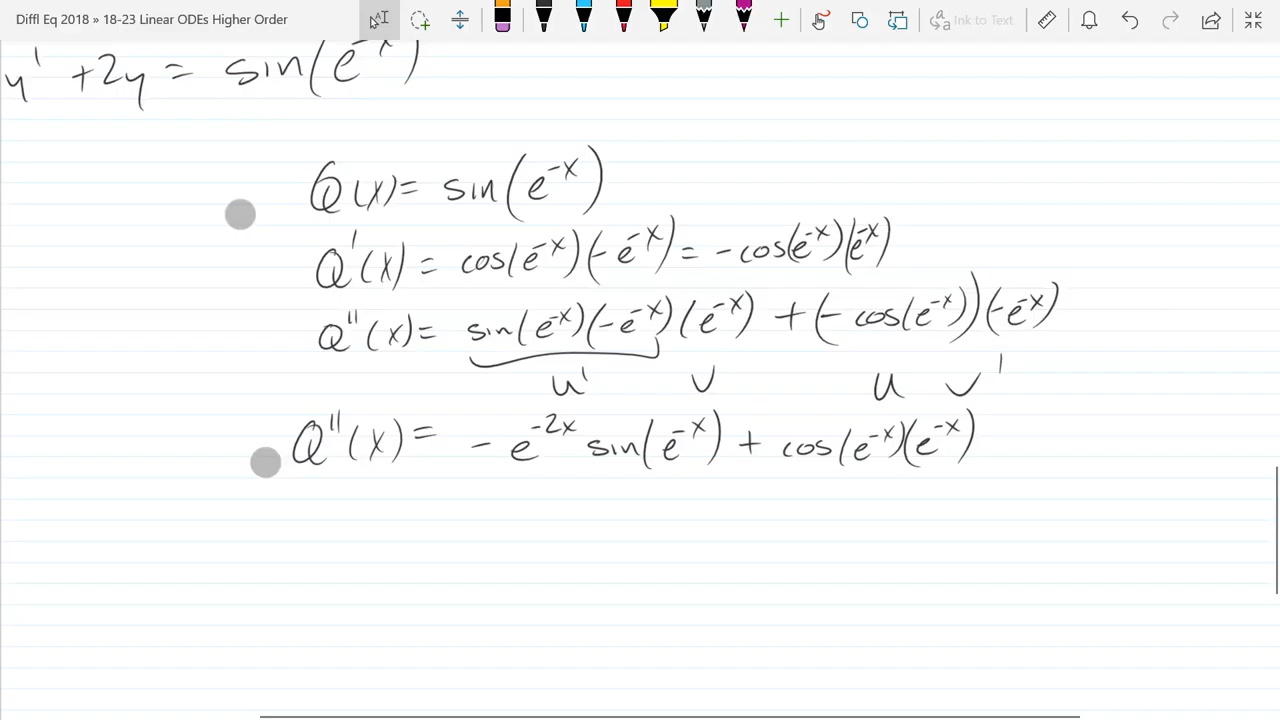 Diffl Eq 2018 » 18-23 Linear ODEs Higher Order
Ink to Text
y' + 2y = sin(e^-x)
Q(x) = sin(e^-x)
Q'(x) = cos(e^-x)(-e^-x) = -cos(e^-x)(e^-x)
Q''(x) = sin(e^-x)(-e^-x)(e^-x) + (-cos(e^-x))(-e^-x)
u' v u v'
Q''(x) = -e^-2x sin(e^-x) + cos(e^-x)(e^-x)